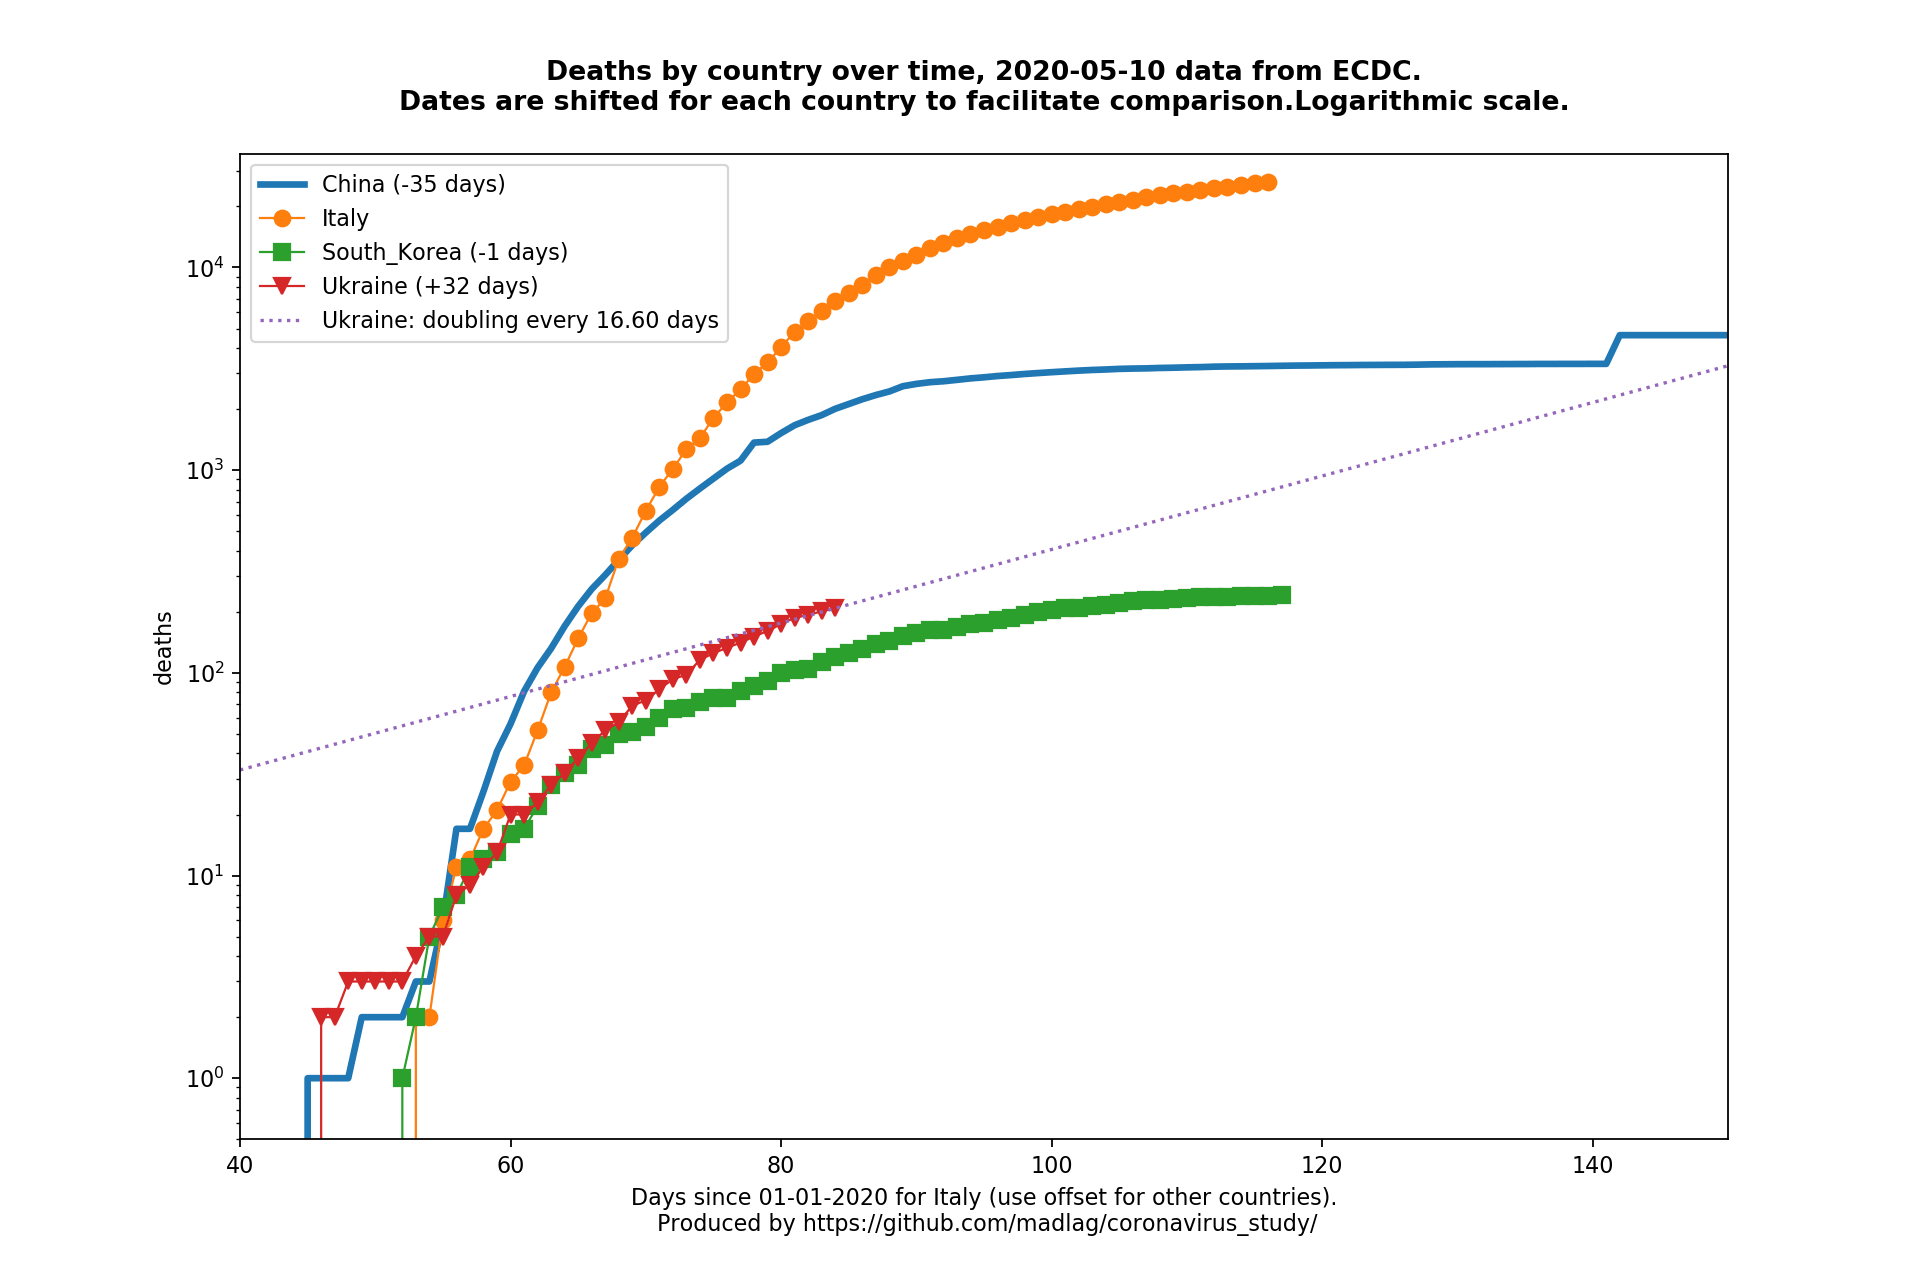 Deaths by country over time, 2020-05-10 data from ECDC.
Dates are shifted for each country to facilitate comparison.Logarithmic scale.
China (-35 days)
Italy
South_Korea (-1 days)
Ukraine (+32 days)
Ukraine: doubling every 16.60 days
deaths
10⁴
10³
10²
10¹
10⁰
40 60 80 100 120 140
Days since 01-01-2020 for Italy (use offset for other countries).
Produced by https://github.com/madlag/coronavirus_study/